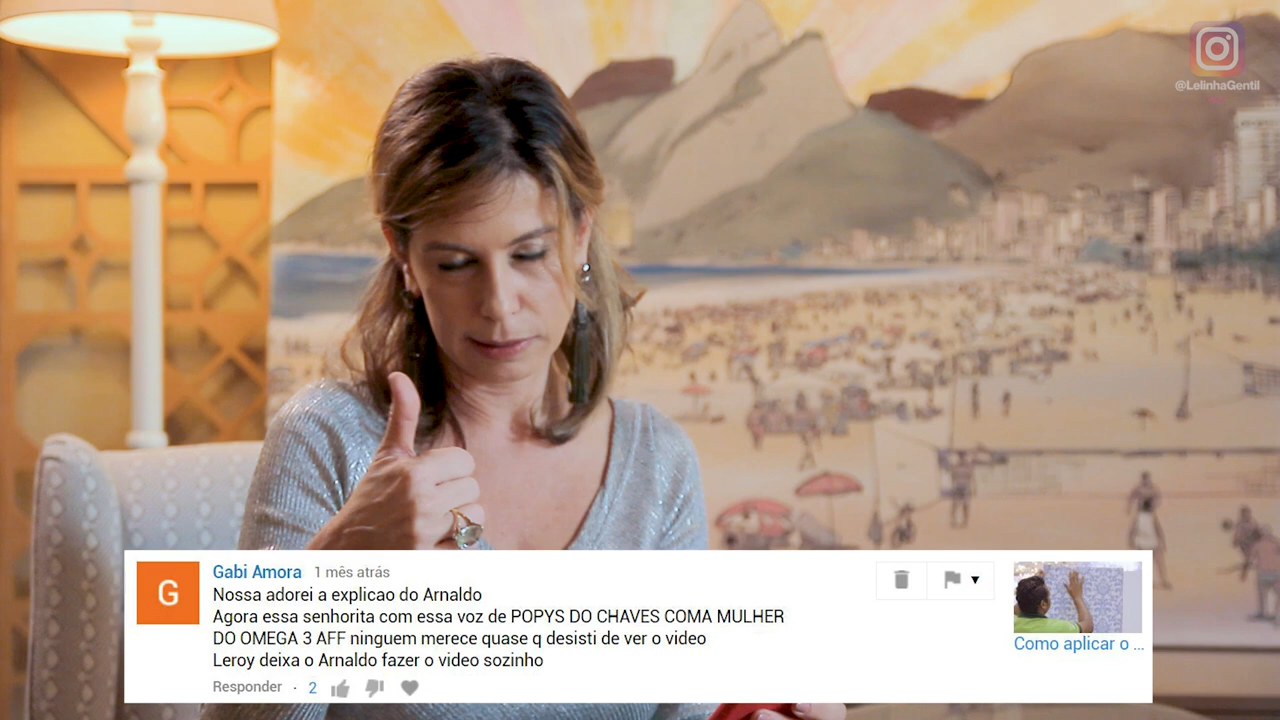 @LelinhaGentil
G
Gabi Amora 1 mês atrás
Nossa adorei a explicao do Arnaldo
Agora essa senhorita com essa voz de POPYS DO CHAVES COMA MULHER
DO OMEGA 3 AFF ninguem merece quase q desisti de ver o video
Leroy deixa o Arnaldo fazer o video sozinho
Responder · 2
Como aplicar o ...